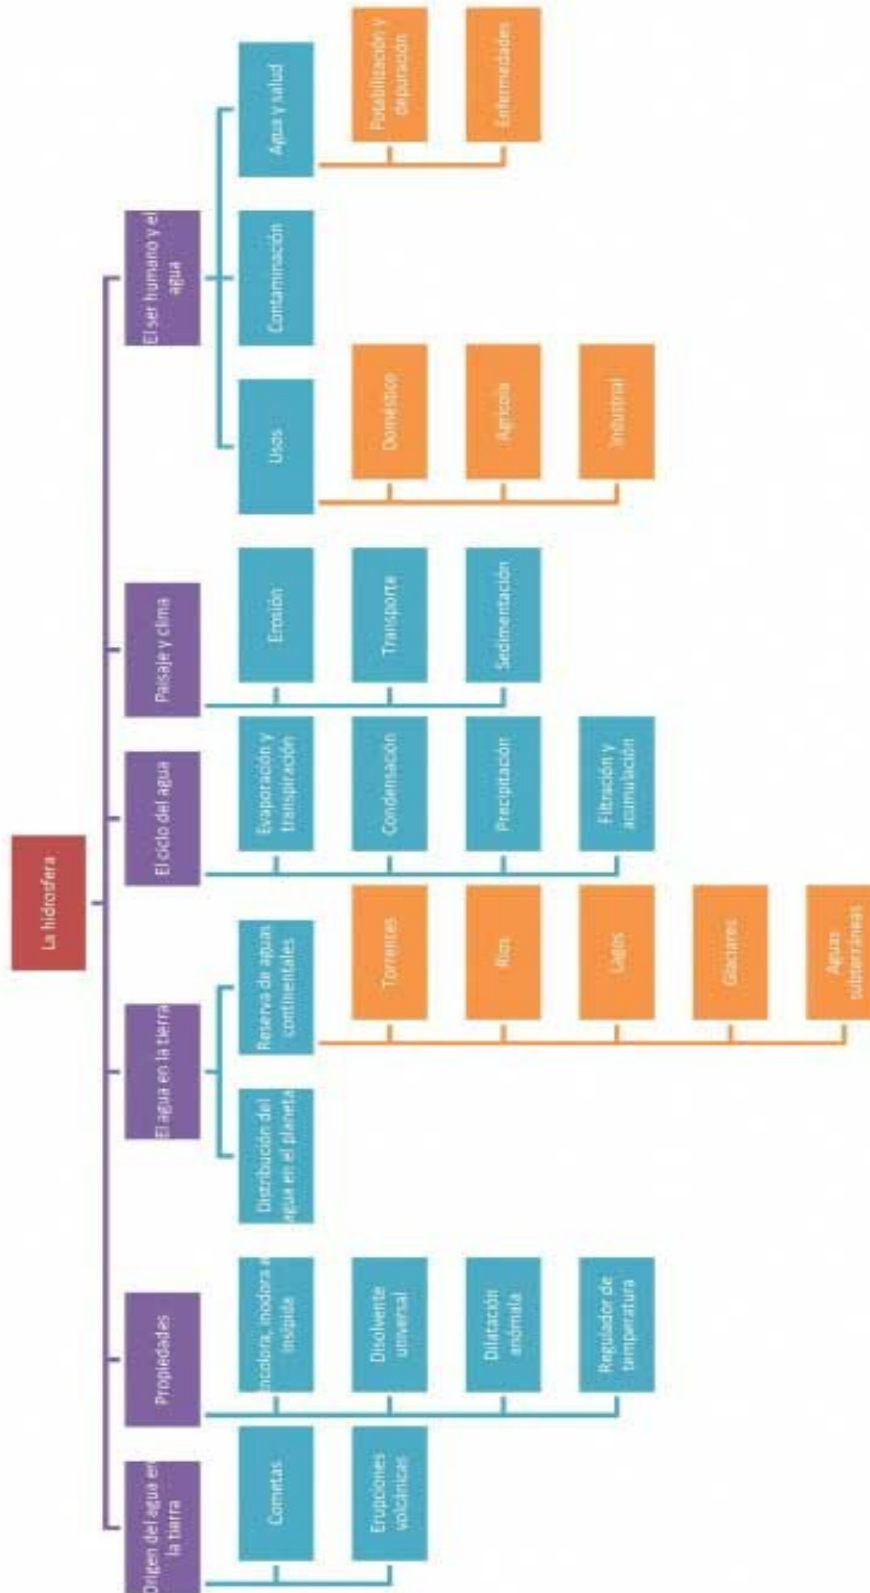 La hidrosfera
Origen del agua en
la tierra
Cometas
Erupciones
volcánicas
Propiedades
incolora, inodora e
insípida
Disolvente
universal
Dilatación
anómala
Regulador de
temperatura
El agua en la tierra
Distribución del
agua en el planeta
Reserva de aguas
continentales
Torrentes
Ríos
Lagos
Glaciares
Aguas
subterráneas
El ciclo del agua
Evaporación y
transpiración
Condensación
Precipitación
Filtración y
acumulación
Paisaje y clima
Erosión
Transporte
Sedimentación
El ser humano y el
agua
Usos
Doméstico
Agrícola
Industrial
Contaminación
Agua y salud
Potabilización y
depuración
Enfermedades